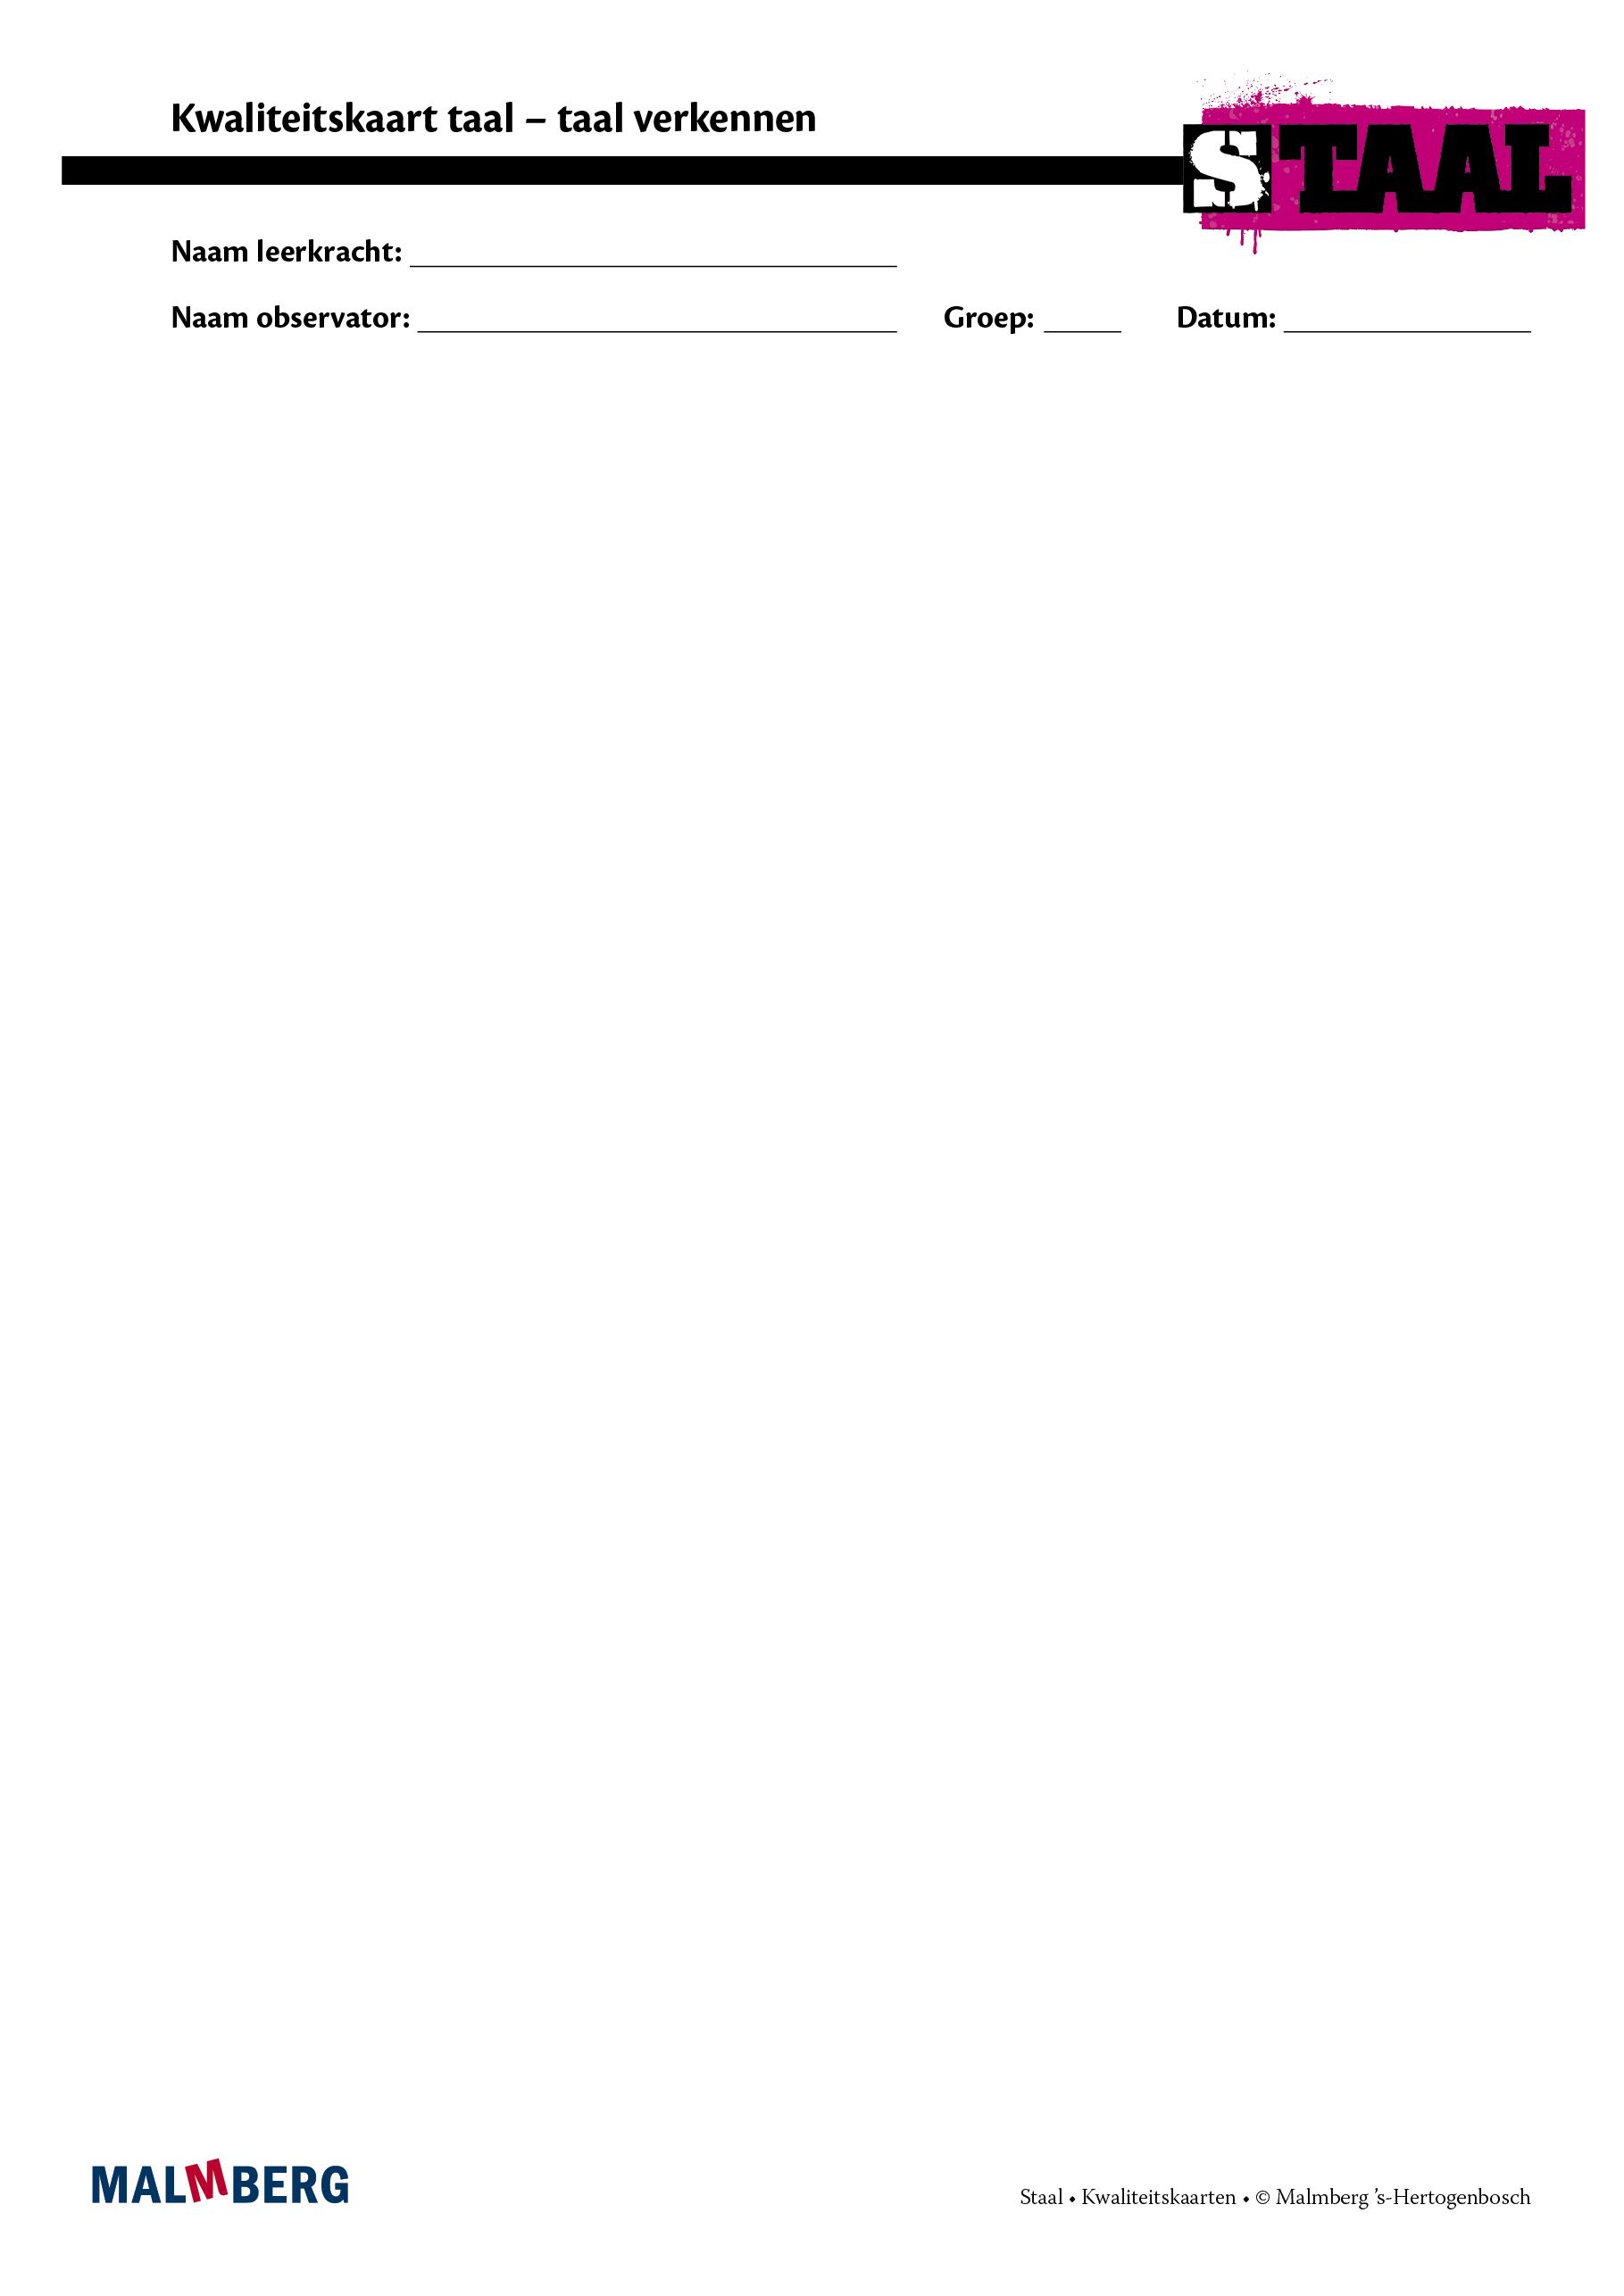 Kwaliteitskaart taal – taal verkennen
STAAL
Naam leerkracht:
Naam observator: Groep: Datum:
MALMBERG
Staal • Kwaliteitskaarten • © Malmberg ’s-Hertogenbosch